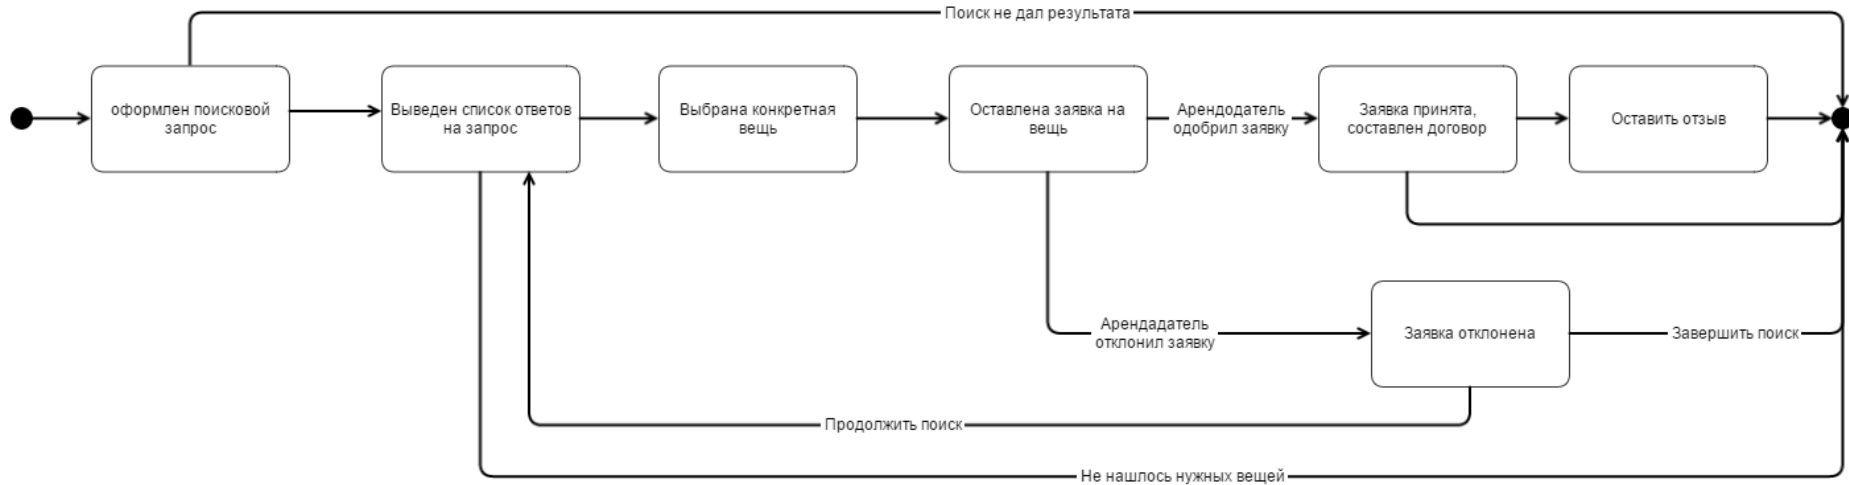 Поиск не дал результата
оформлен поисковой
запрос
Выведен список ответов
на запрос
Выбрана конкретная
вещь
Оставлена заявка на
вещь
Арендодатель
одобрил заявку
Заявка принята,
составлен договор
Оставить отзыв
Арендадатель
отклонил заявку
Заявка отклонена
Завершить поиск
Продолжить поиск
Не нашлось нужных вещей